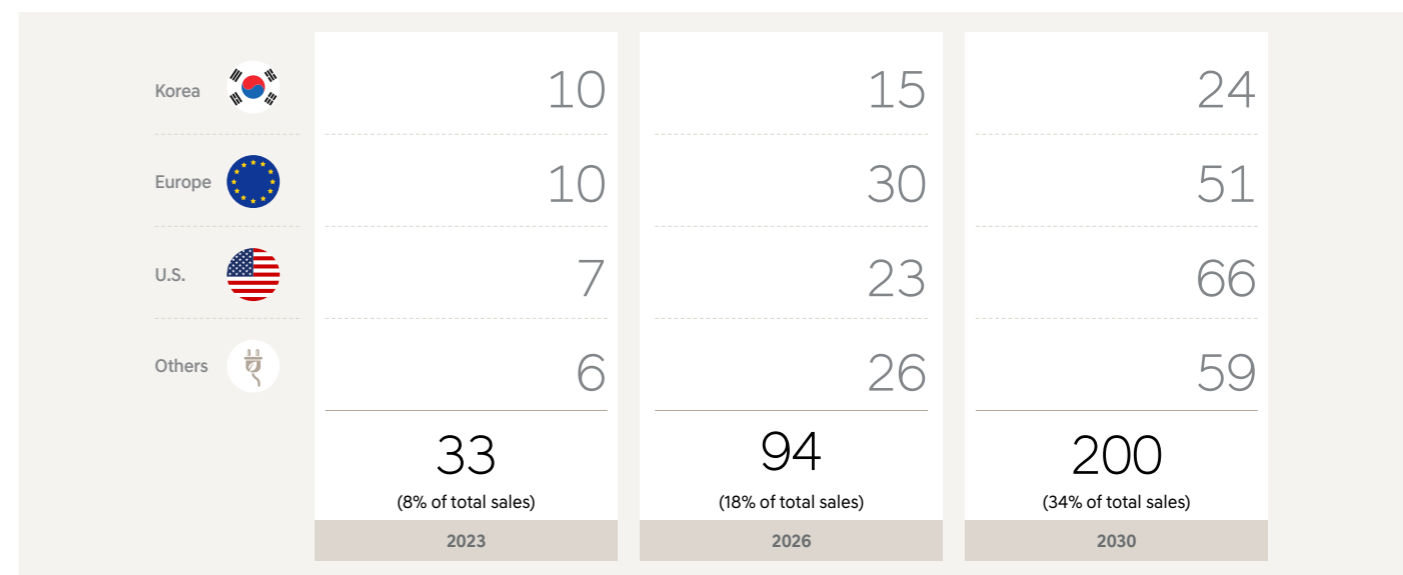 Korea 10 15 24
Europe 10 30 51
U.S. 7 23 66
Others 6 26 59
33 94 200
(8% of total sales) (18% of total sales) (34% of total sales)
2023 2026 2030